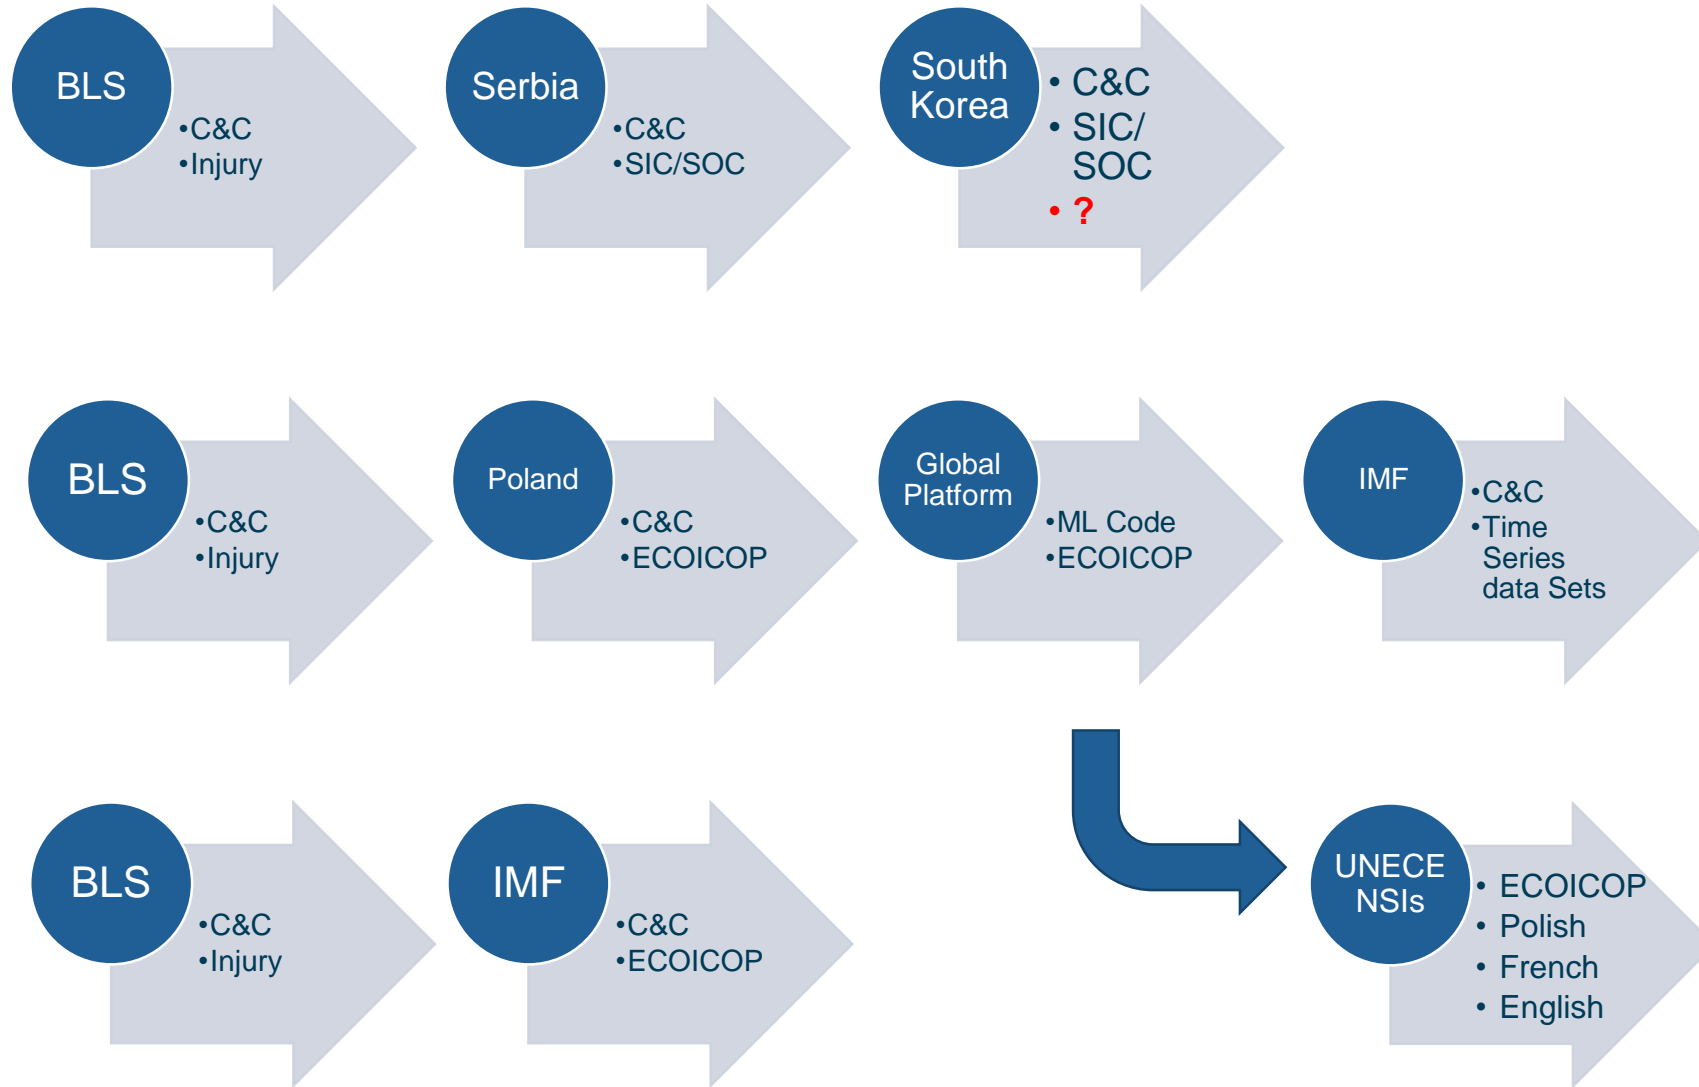 BLS
•C&C
•Injury
Serbia
•C&C
•SIC/SOC
South
Korea
• C&C
• SIC/
SOC
• ?
BLS
•C&C
•Injury
Poland
•C&C
•ECOICOP
Global
Platform
•ML Code
•ECOICOP
IMF
•C&C
•Time
Series
data Sets
BLS
•C&C
•Injury
IMF
•C&C
•ECOICOP
UNECE
NSIs
• ECOICOP
• Polish
• French
• English